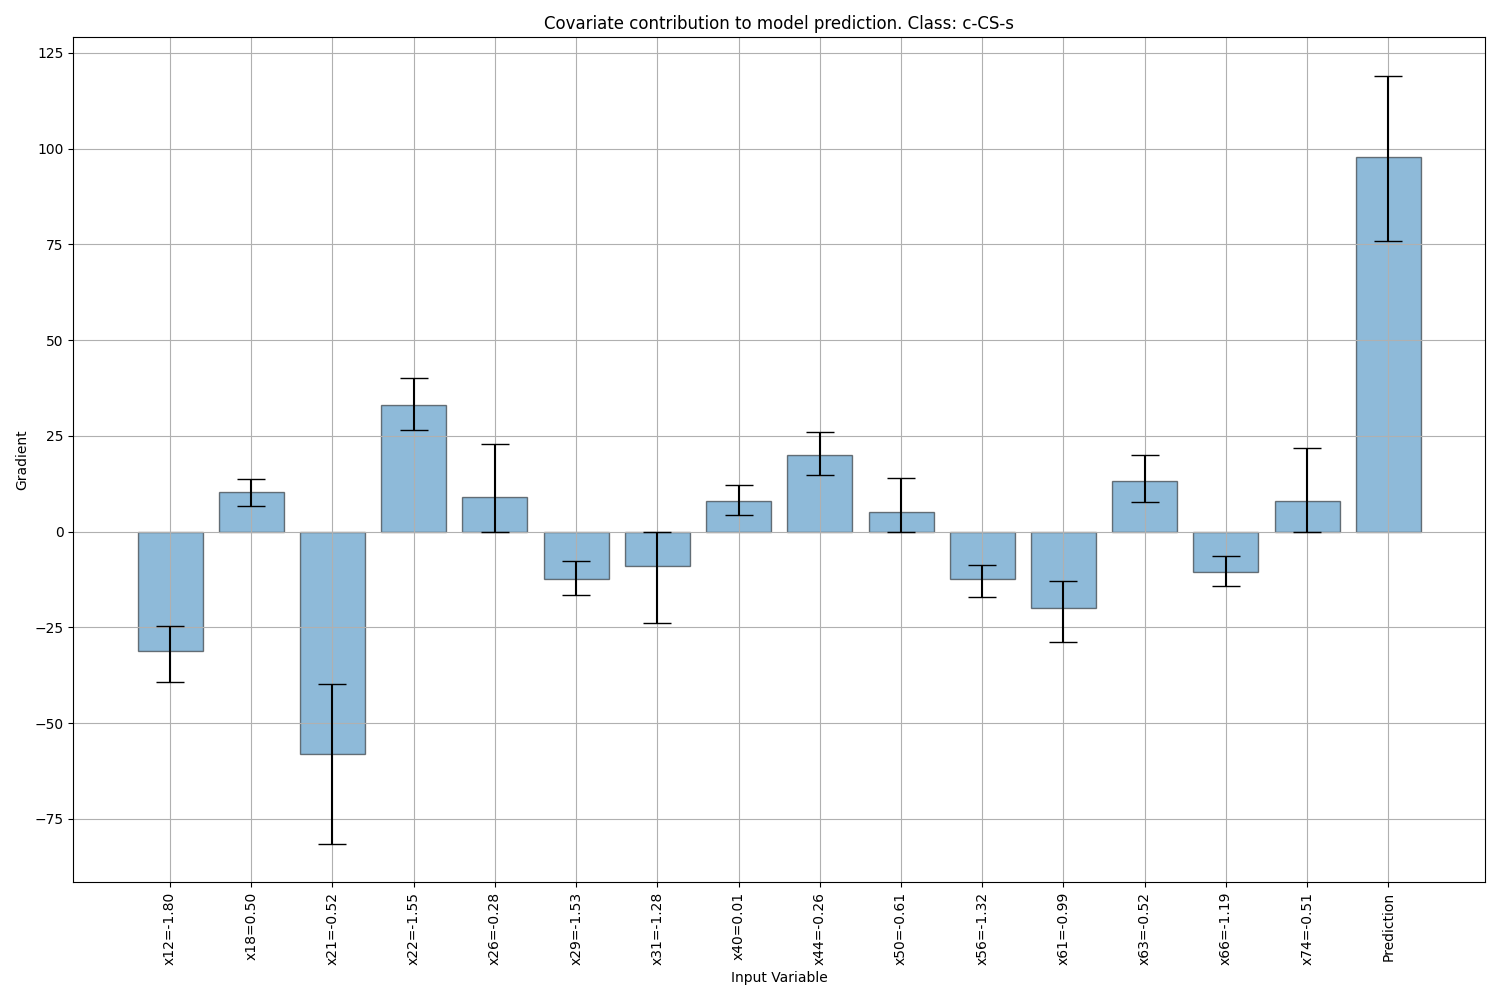 Covariate contribution to model prediction. Class: c-CS-s
125
100
75
50
25
0
−25
−50
−75
Gradient
x12=-1.80
x18=0.50
x21=-0.52
x22=-1.55
x26=-0.28
x29=-1.53
x31=-1.28
x40=0.01
x44=-0.26
x50=-0.61
x56=-1.32
x61=-0.99
x63=-0.52
x66=-1.19
x74=-0.51
Prediction
Input Variable